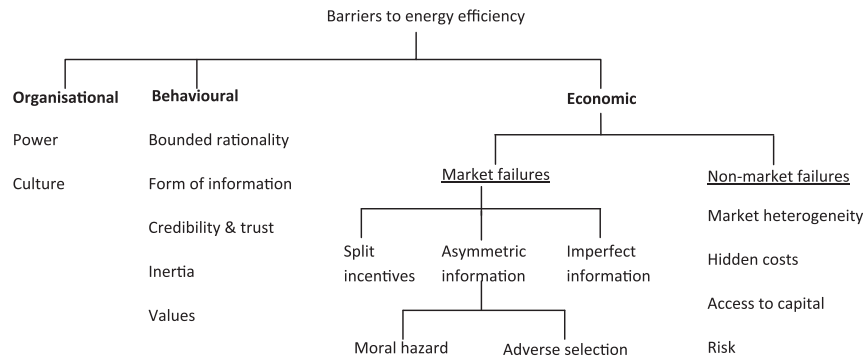 Barriers to energy efficiency
Organisational
Power
Culture
Behavioural
Bounded rationality
Form of information
Credibility & trust
Inertia
Values
Economic
Market failures
Split
incentives
Asymmetric
information
Moral hazard
Adverse selection
Imperfect
information
Non-market failures
Market heterogeneity
Hidden costs
Access to capital
Risk